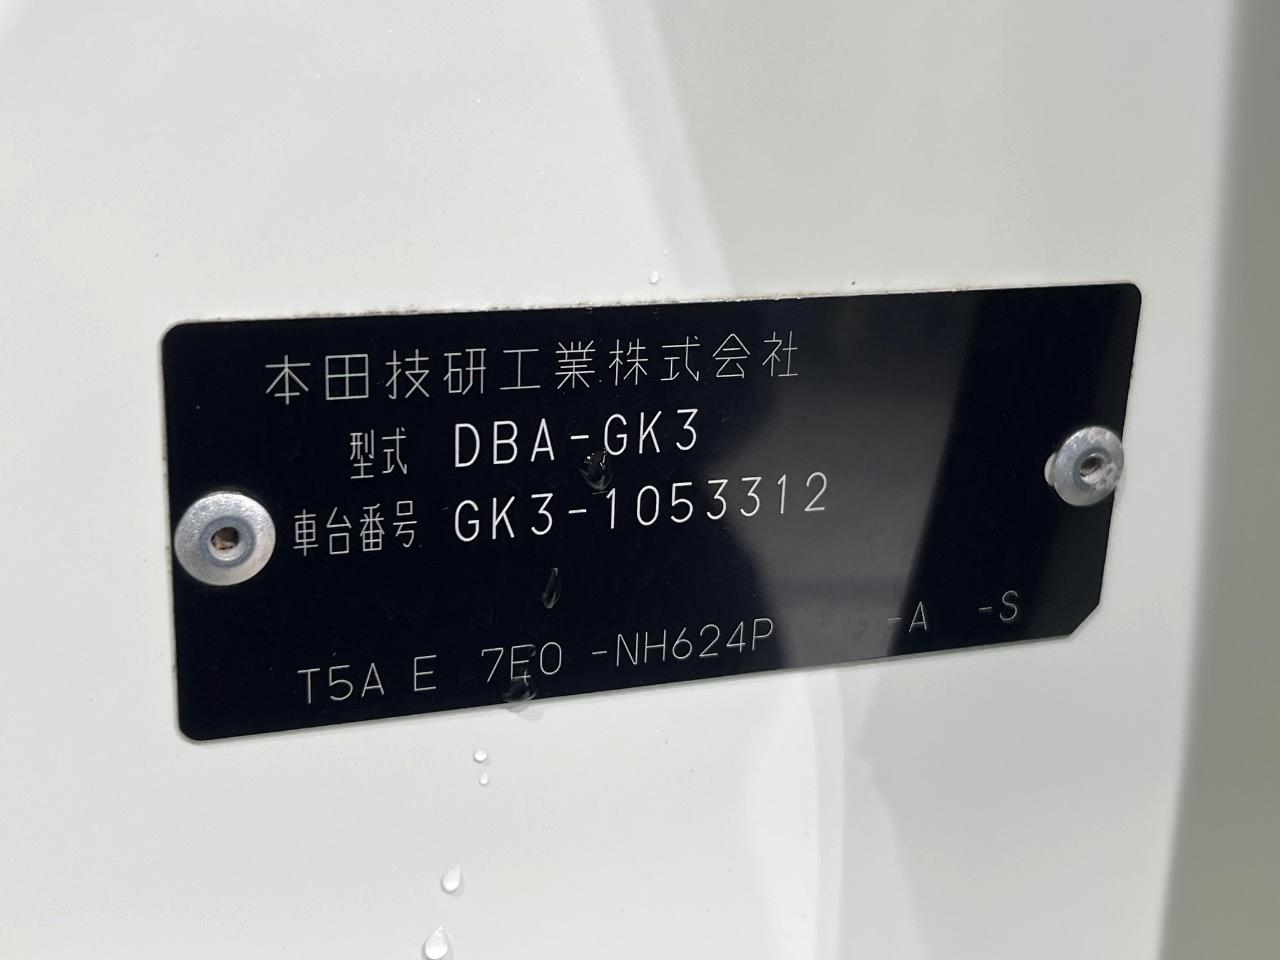 本田技研工業株式会社
型式 DBA-GK3
車台番号 GK3-1053312
T5A E 7E0 -NH624P -A -S